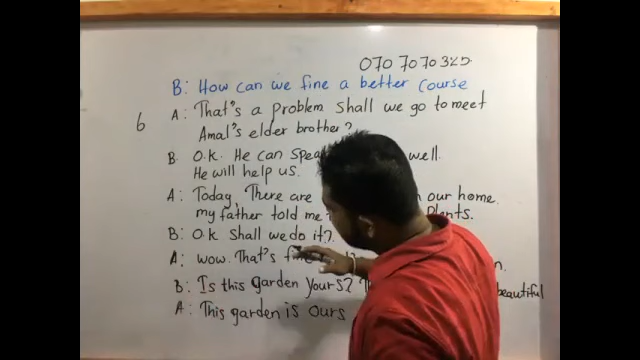 070 7070 325
B: How can we fine a better course
6 A: That's a problem shall we go to meet
Amal's elder brother?
B. O.K. He can well.
He will help us.
A: Today, There are our home.
my father told me Plants.
B: O.K shall we do it?
A: wow. That's
B: Is this garden yours? beautiful
A: This garden is ours